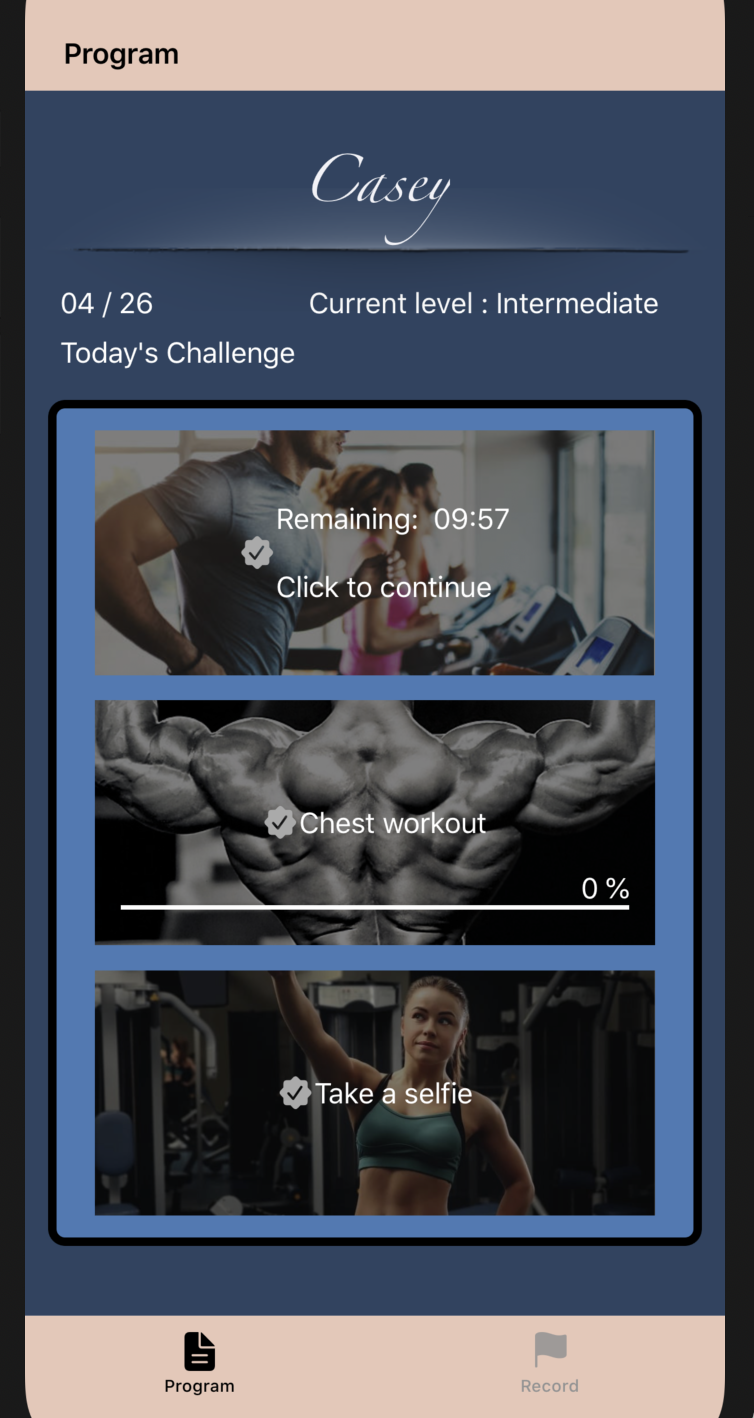 Program
Casey
04 / 26
Current level : Intermediate
Today's Challenge
Remaining: 09:57
Click to continue
Chest workout
0 %
Take a selfie
Program
Record